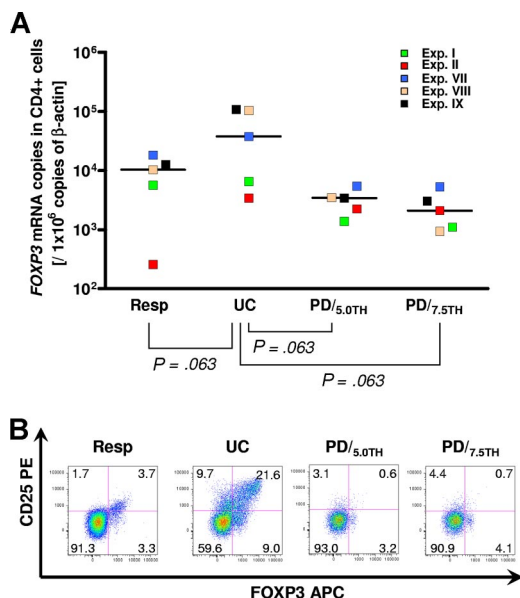 A
FOXP3 mRNA copies in CD4+ cells
[/ 1x10⁶ copies of β-actin]
10⁶
10⁵
10⁴
10³
10²
Exp. I
Exp. II
Exp. VII
Exp. VIII
Exp. IX
Resp UC PD/5.0TH PD/7.5TH
P = .063
P = .063
P = .063
B
Resp UC PD/5.0TH PD/7.5TH
CD25 PE
1.7 3.7 9.7 21.6 3.1 0.6 4.4 0.7
91.3 3.3 59.6 9.0 93.0 3.2 90.9 4.1
FOXP3 APC